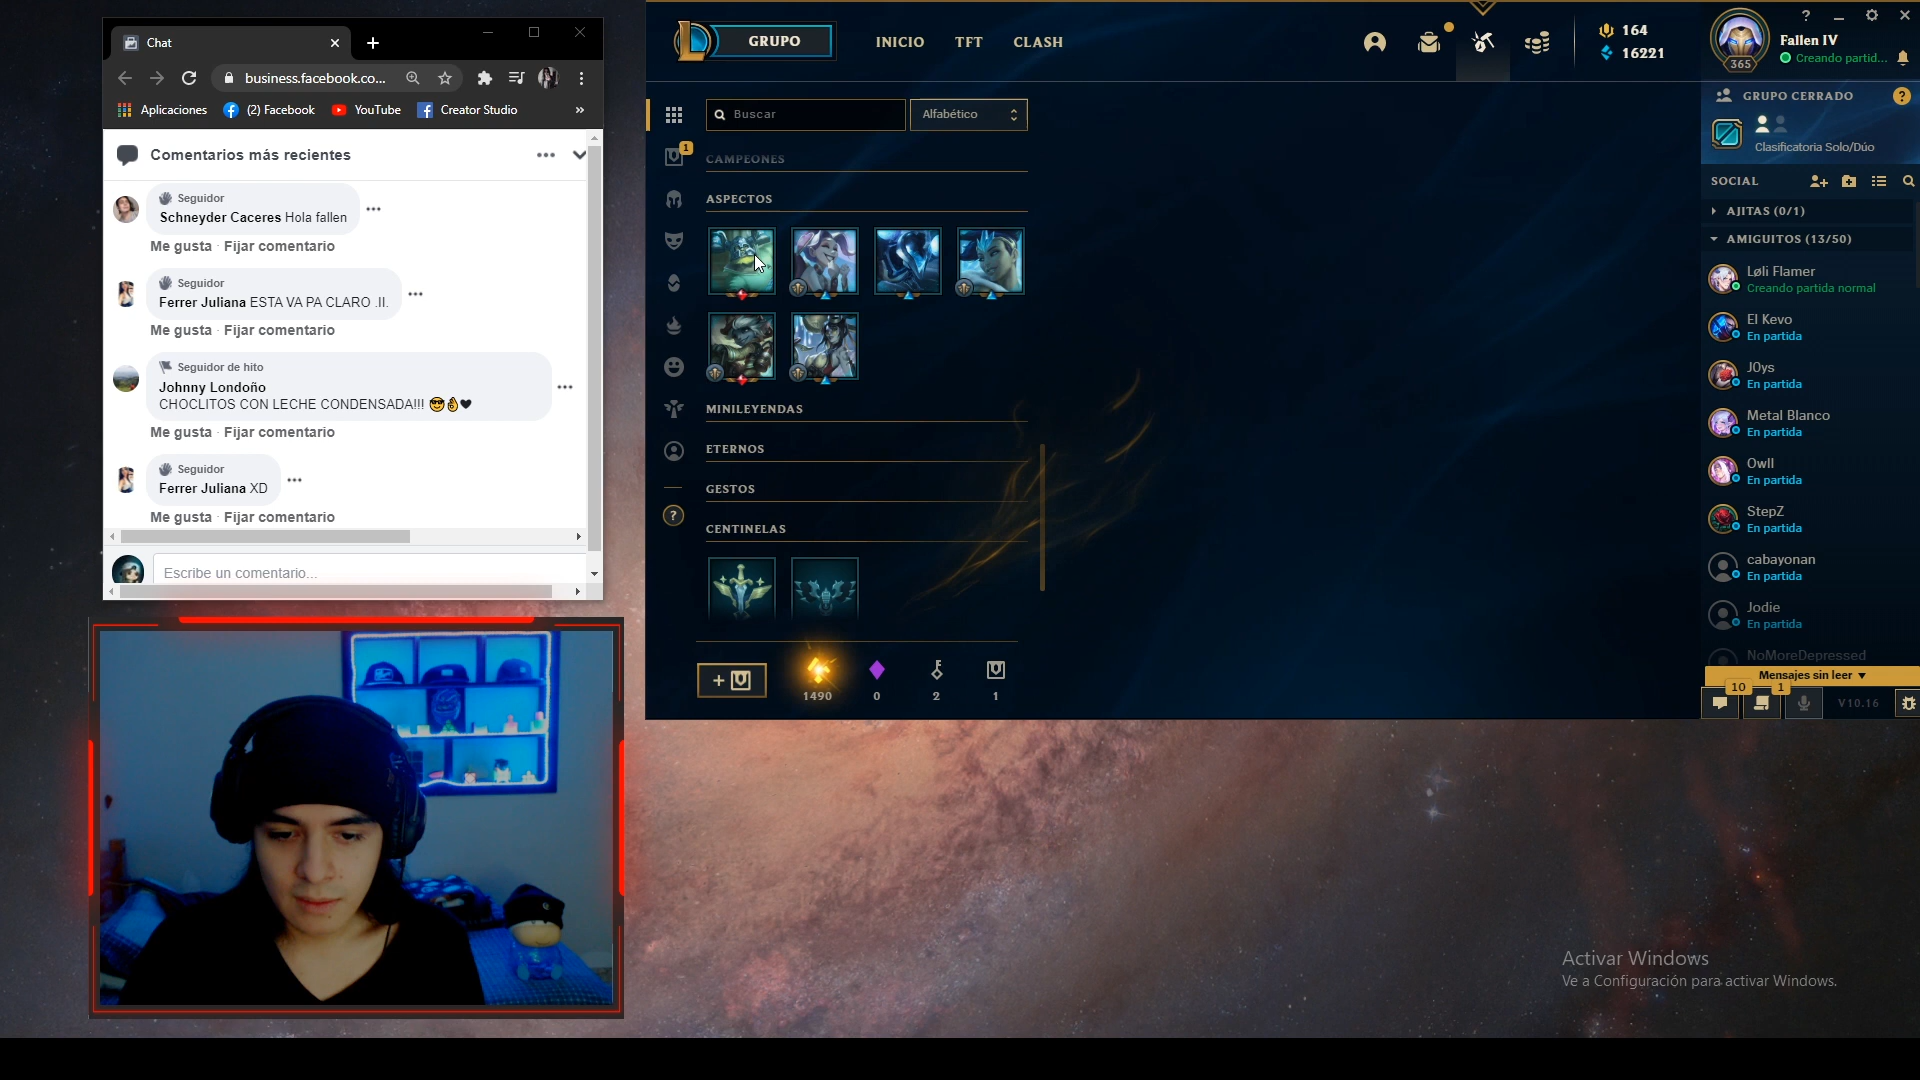 Chat
business.facebook.co...
Aplicaciones
(2) Facebook
YouTube
Creator Studio
»
Comentarios más recientes
Seguidor
Schneyder Caceres Hola fallen
Me gusta · Fijar comentario
Seguidor
Ferrer Juliana ESTA VA PA CLARO .II.
Me gusta · Fijar comentario
Seguidor de hito
Johnny Londoño
CHOCLITOS CON LECHE CONDENSADA!!! 😎👌🖤
Me gusta · Fijar comentario
Seguidor
Ferrer Juliana XD
Me gusta · Fijar comentario
Escribe un comentario...
GRUPO
INICIO
TFT
CLASH
164
16221
365
Fallen IV
Creando partid...
Buscar
Alfabético
1
CAMPEONES
ASPECTOS
MINILEYENDAS
ETERNOS
GESTOS
CENTINELAS
?
+
1490
0
2
1
?
GRUPO CERRADO
?
Clasificatoria Solo/Dúo
SOCIAL
AJITAS (0/1)
AMIGUITOS (13/50)
Løli Flamer
Creando partida normal
El Kevo
En partida
J0ys
En partida
Metal Blanco
En partida
Owll
En partida
StepZ
En partida
cabayonan
En partida
Jodie
En partida
NoMoreDepressed
Mensajes sin leer
10
1
V10.16
Activar Windows
Ve a Configuración para activar Windows.